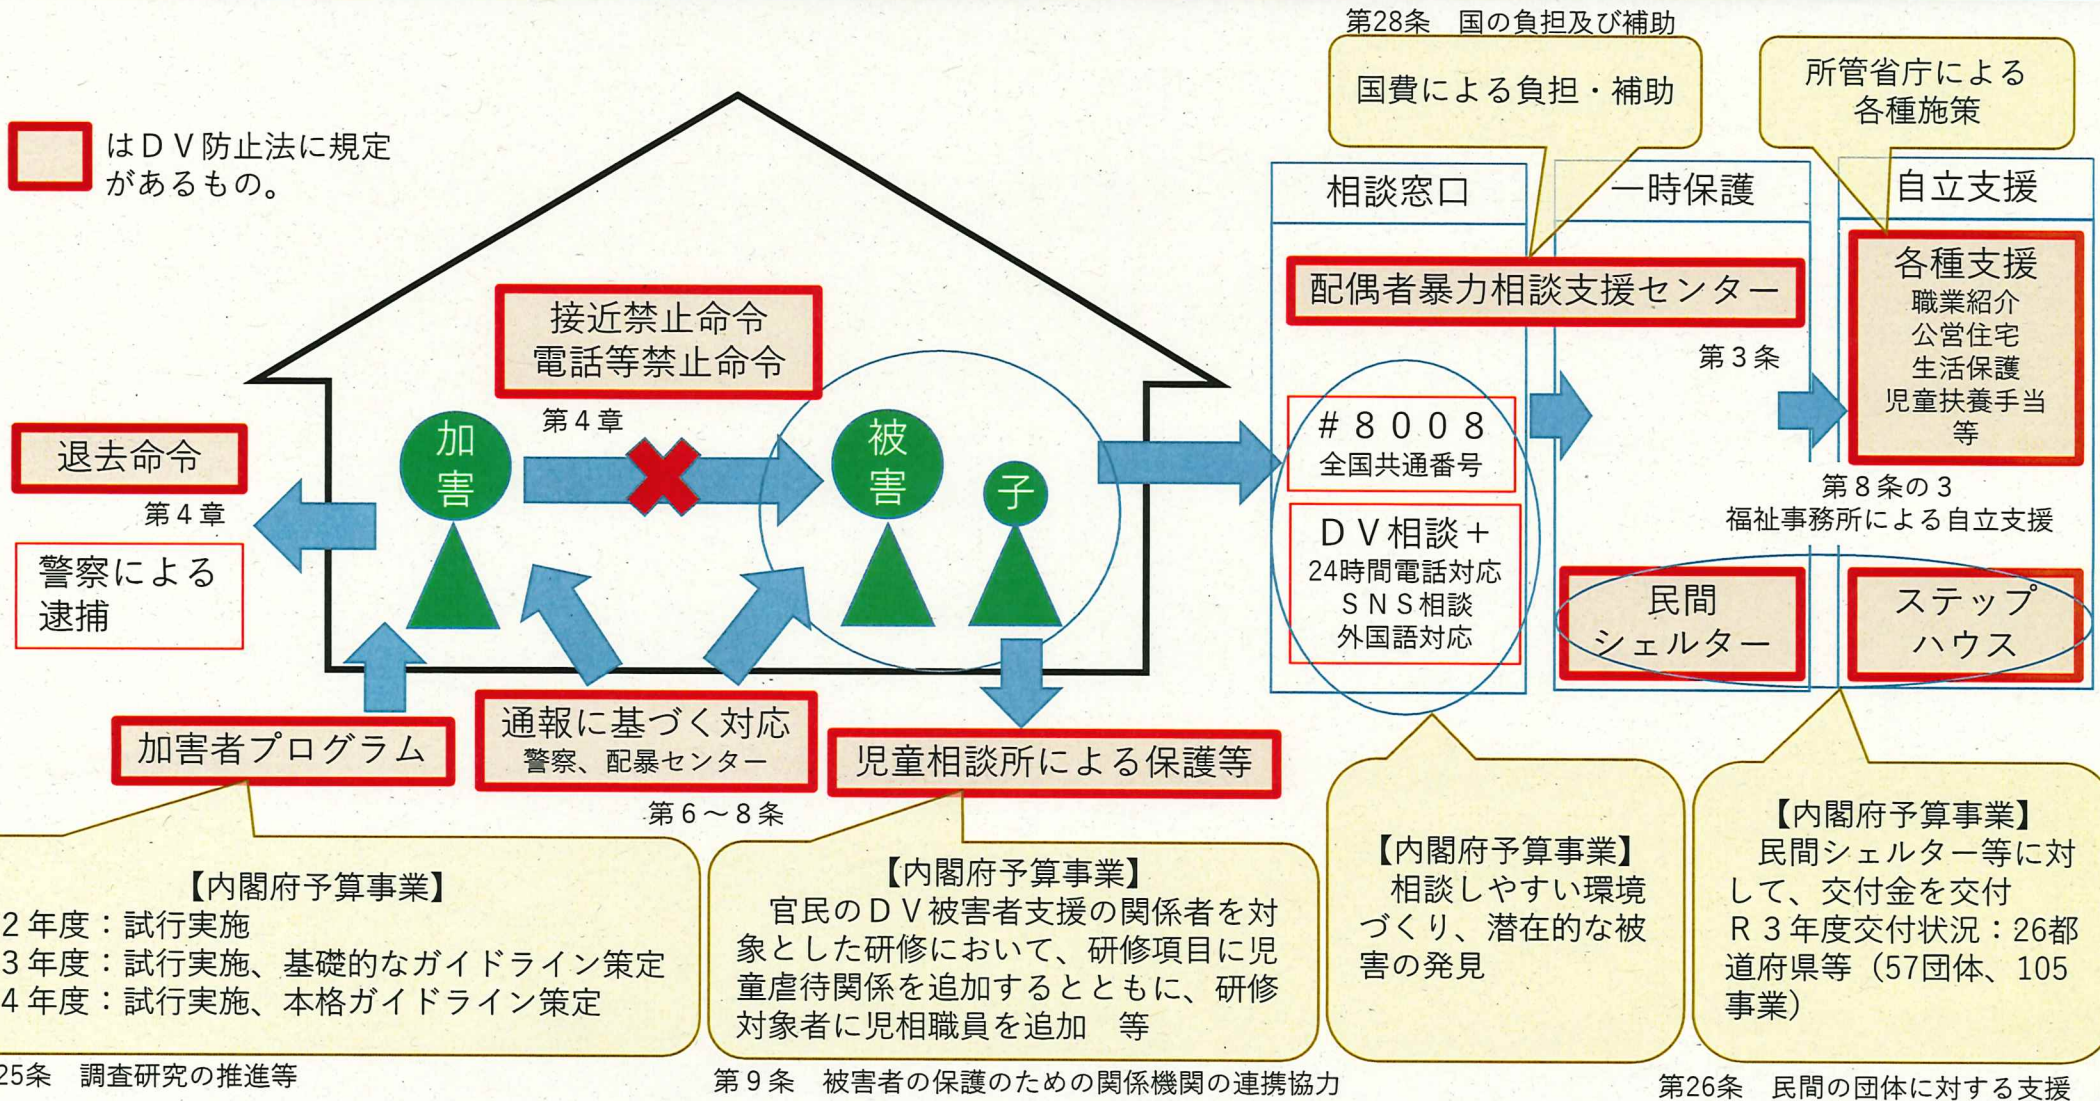 第28条　国の負担及び補助
国費による負担・補助
所管省庁による
各種施策
はＤＶ防止法に規定
があるもの。
相談窓口
一時保護
自立支援
配偶者暴力相談支援センター
第３条
各種支援
職業紹介
公営住宅
生活保護
児童扶養手当
等
第８条の３
福祉事務所による自立支援
接近禁止命令
電話等禁止命令
第４章
加
害
被
害
子
退去命令
第４章
警察による
逮捕
＃８００８
全国共通番号
ＤＶ相談＋
24時間電話対応
ＳＮＳ相談
外国語対応
民間
シェルター
ステップ
ハウス
加害者プログラム
通報に基づく対応
警察、配暴センター
第６～８条
児童相談所による保護等
【内閣府予算事業】
２年度：試行実施
３年度：試行実施、基礎的なガイドライン策定
４年度：試行実施、本格ガイドライン策定
25条　調査研究の推進等
【内閣府予算事業】
官民のＤＶ被害者支援の関係者を対
象とした研修において、研修項目に児
童虐待関係を追加するとともに、研修
対象者に児相職員を追加　等
第９条　被害者の保護のための関係機関の連携協力
【内閣府予算事業】
相談しやすい環境
づくり、潜在的な被
害の発見
【内閣府予算事業】
民間シェルター等に対
して、交付金を交付
Ｒ３年度交付状況：26都
道府県等（57団体、105
事業）
第26条　民間の団体に対する支援